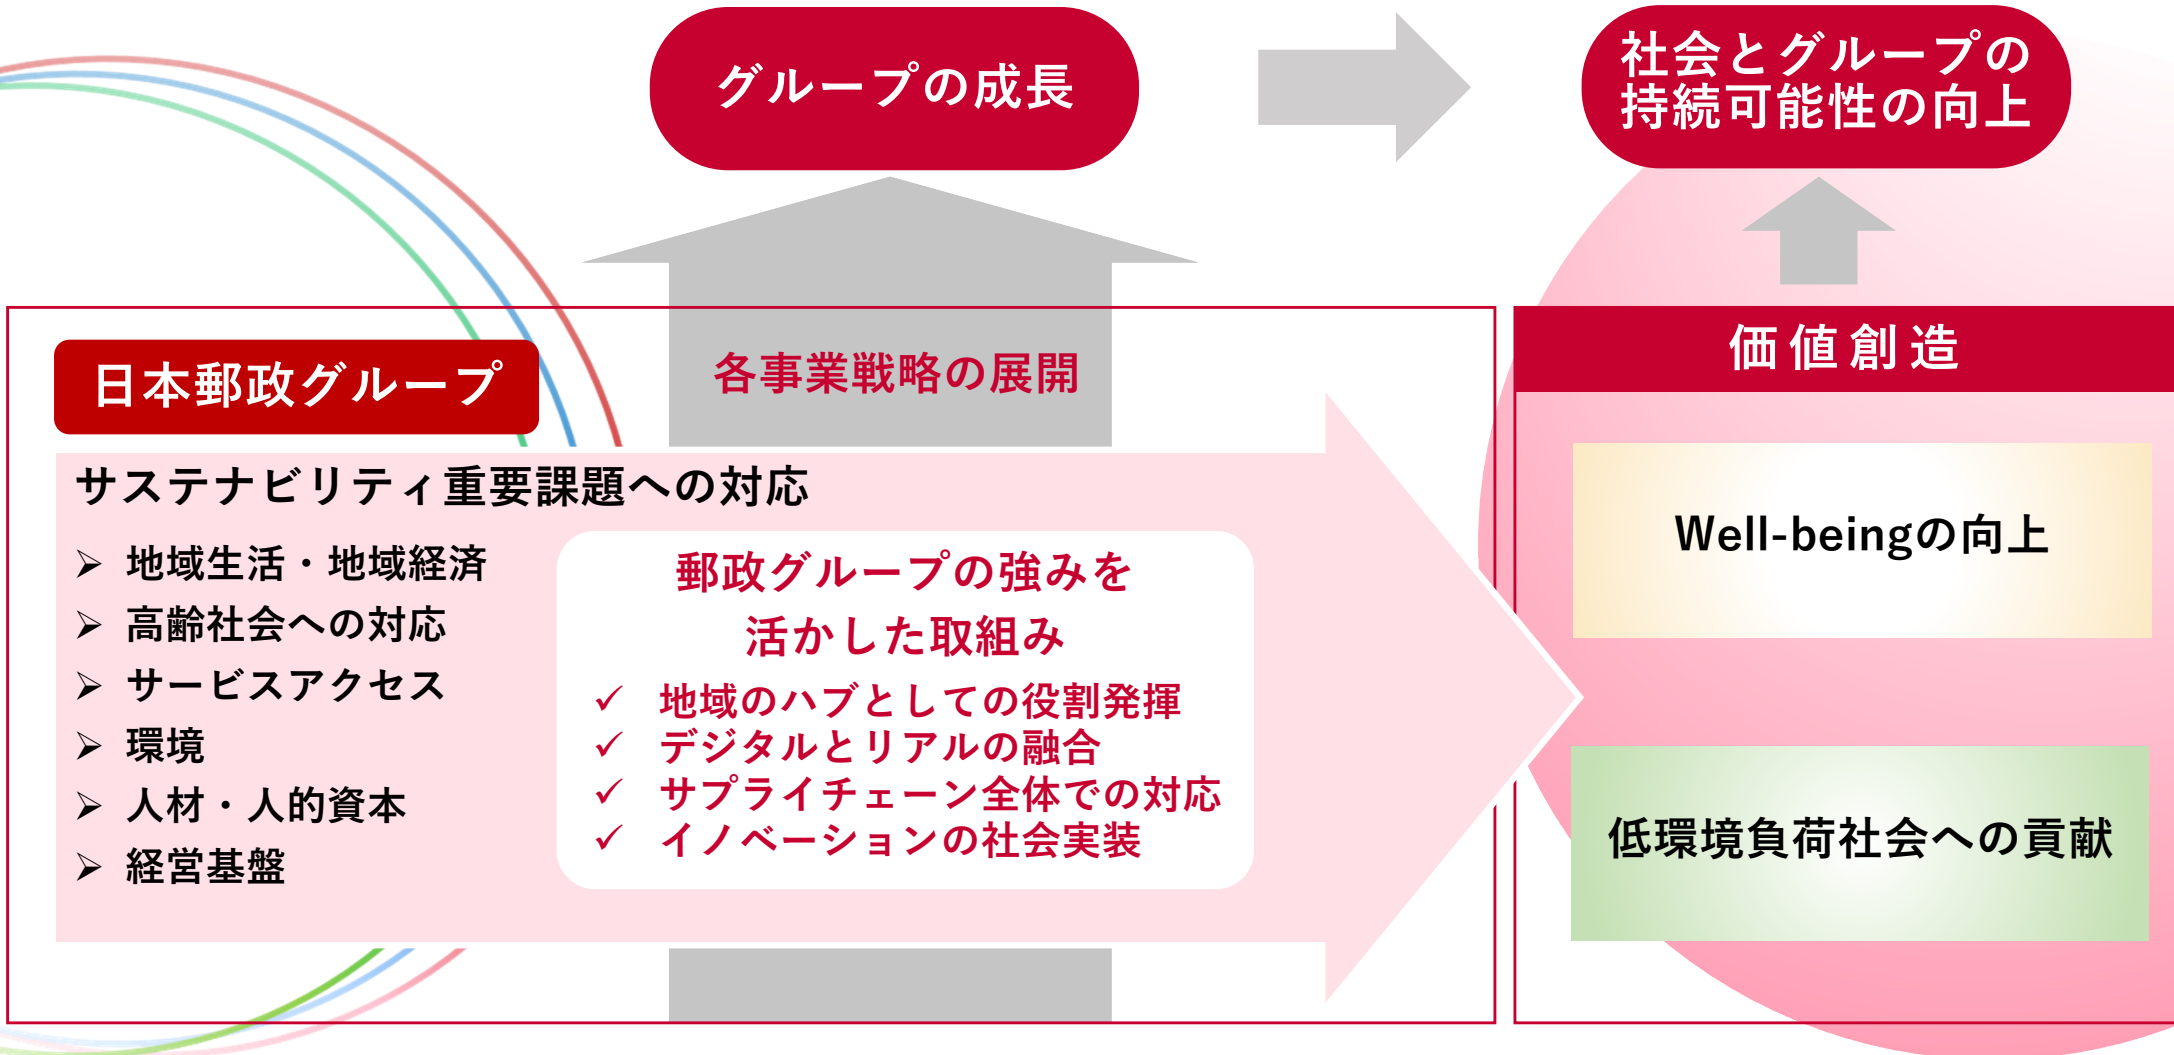 グループの成長
社会とグループの
持続可能性の向上
日本郵政グループ
各事業戦略の展開
サステナビリティ重要課題への対応
➢ 地域生活・地域経済
➢ 高齢社会への対応
➢ サービスアクセス
➢ 環境
➢ 人材・人的資本
➢ 経営基盤
郵政グループの強みを
活かした取組み
✓ 地域のハブとしての役割発揮
✓ デジタルとリアルの融合
✓ サプライチェーン全体での対応
✓ イノベーションの社会実装
価値創造
Well-beingの向上
低環境負荷社会への貢献